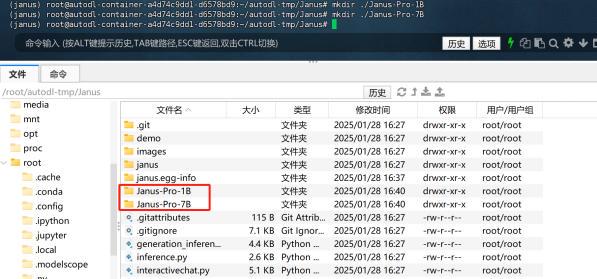 (janus) root@autodl-container-a4d74c9dd1-d6578bd9:~/autodl-tmp/Janus# mkdir ./Janus-Pro-1B
(janus) root@autodl-container-a4d74c9dd1-d6578bd9:~/autodl-tmp/Janus# mkdir ./Janus-Pro-7B
(janus) root@autodl-container-a4d74c9dd1-d6578bd9:~/autodl-tmp/Janus#
命令输入 (按ALT键提示历史,TAB键路径,ESC键返回,双击CTRL切换) 历史 选项
文件 命令
/root/autodl-tmp/Janus 历史
media
mnt
opt
proc
root
.cache
.conda
.config
.ipython
.jupyter
.local
.modelscope
文件名 大小 类型 修改时间 权限 用户/用户组
.git 文件夹 2025/01/28 16:27 drwxr-xr-x root/root
demo 文件夹 2025/01/28 16:27 drwxr-xr-x root/root
images 文件夹 2025/01/28 16:27 drwxr-xr-x root/root
janus 文件夹 2025/01/28 16:27 drwxr-xr-x root/root
janus.egg-info 文件夹 2025/01/28 16:27 drwxr-xr-x root/root
Janus-Pro-1B 文件夹 2025/01/28 16:40 drwxr-xr-x root/root
Janus-Pro-7B 文件夹 2025/01/28 16:40 drwxr-xr-x root/root
.gitattributes 115 B Git Attrib... 2025/01/28 16:27 -rw-r--r-- root/root
.gitignore 7.1 KB Git Ignor... 2025/01/28 16:27 -rw-r--r-- root/root
generation_inferen... 4.4 KB Python ... 2025/01/28 16:27 -rw-r--r-- root/root
inference.py 2.6 KB Python ... 2025/01/28 16:27 -rw-r--r-- root/root
interactivechat.py 5.1 KB Python ... 2025/01/28 16:27 -rw-r--r-- root/root